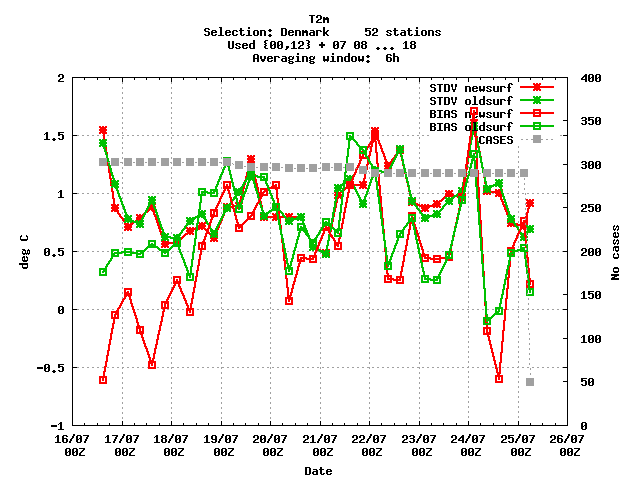 T2m
Selection: Denmark 52 stations
Used {00,12} + 07 08 ... 18
Averaging window: 6h
STDV newsurf
STDV oldsurf
BIAS newsurf
BIAS oldsurf
CASES
2
1.5
1
0.5
0
-0.5
-1
deg C
400
350
300
250
200
150
100
50
0
No cases
16/07 17/07 18/07 19/07 20/07 21/07 22/07 23/07 24/07 25/07 26/07
00Z 00Z 00Z 00Z 00Z 00Z 00Z 00Z 00Z 00Z 00Z
Date